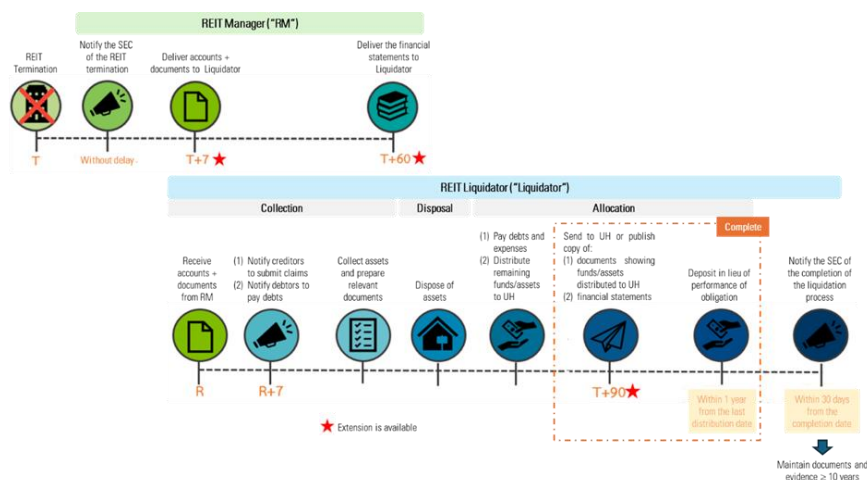 REIT Manager ("RM")
REIT
Termination
Notify the SEC
of the REIT
termination
Deliver accounts +
documents to Liquidator
Deliver the financial
statements to
Liquidator
T
Without delay
T+7
T+60
REIT Liquidator ("Liquidator")
Collection
Disposal
Allocation
Complete
Receive
accounts +
documents
from RM
(1) Notify creditors
to submit claims
(2) Notify debtors to
pay debts
Collect assets
and prepare
relevant
documents
Dispose of
assets
(1) Pay debts and
expenses
(2) Distribute
remaining
funds/assets
to UH
Send to UH or publish
copy of:
(1) documents showing
funds/assets
distributed to UH
(2) financial statements
Deposit in lieu of
performance of
obligation
Notify the SEC of
the completion of
the liquidation
process
R
R+7
T+90
Within 1 year
from the last
distribution date
Within 30 days
from the
completion date
Extension is available
Maintain documents and
evidence ≥ 10 years